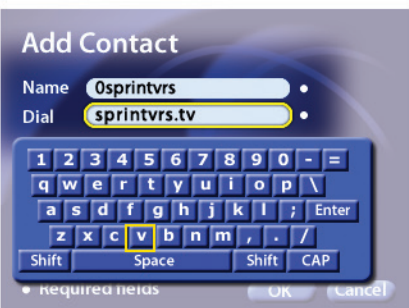 Add Contact
Name 0sprintvrs •
Dial sprintvrs.tv •
1 2 3 4 5 6 7 8 9 0 - =
q w e r t y u i o p \
a s d f g h j k l ; Enter
z x c v b n m , . /
Shift Space Shift CAP
• Required fields OK Cancel